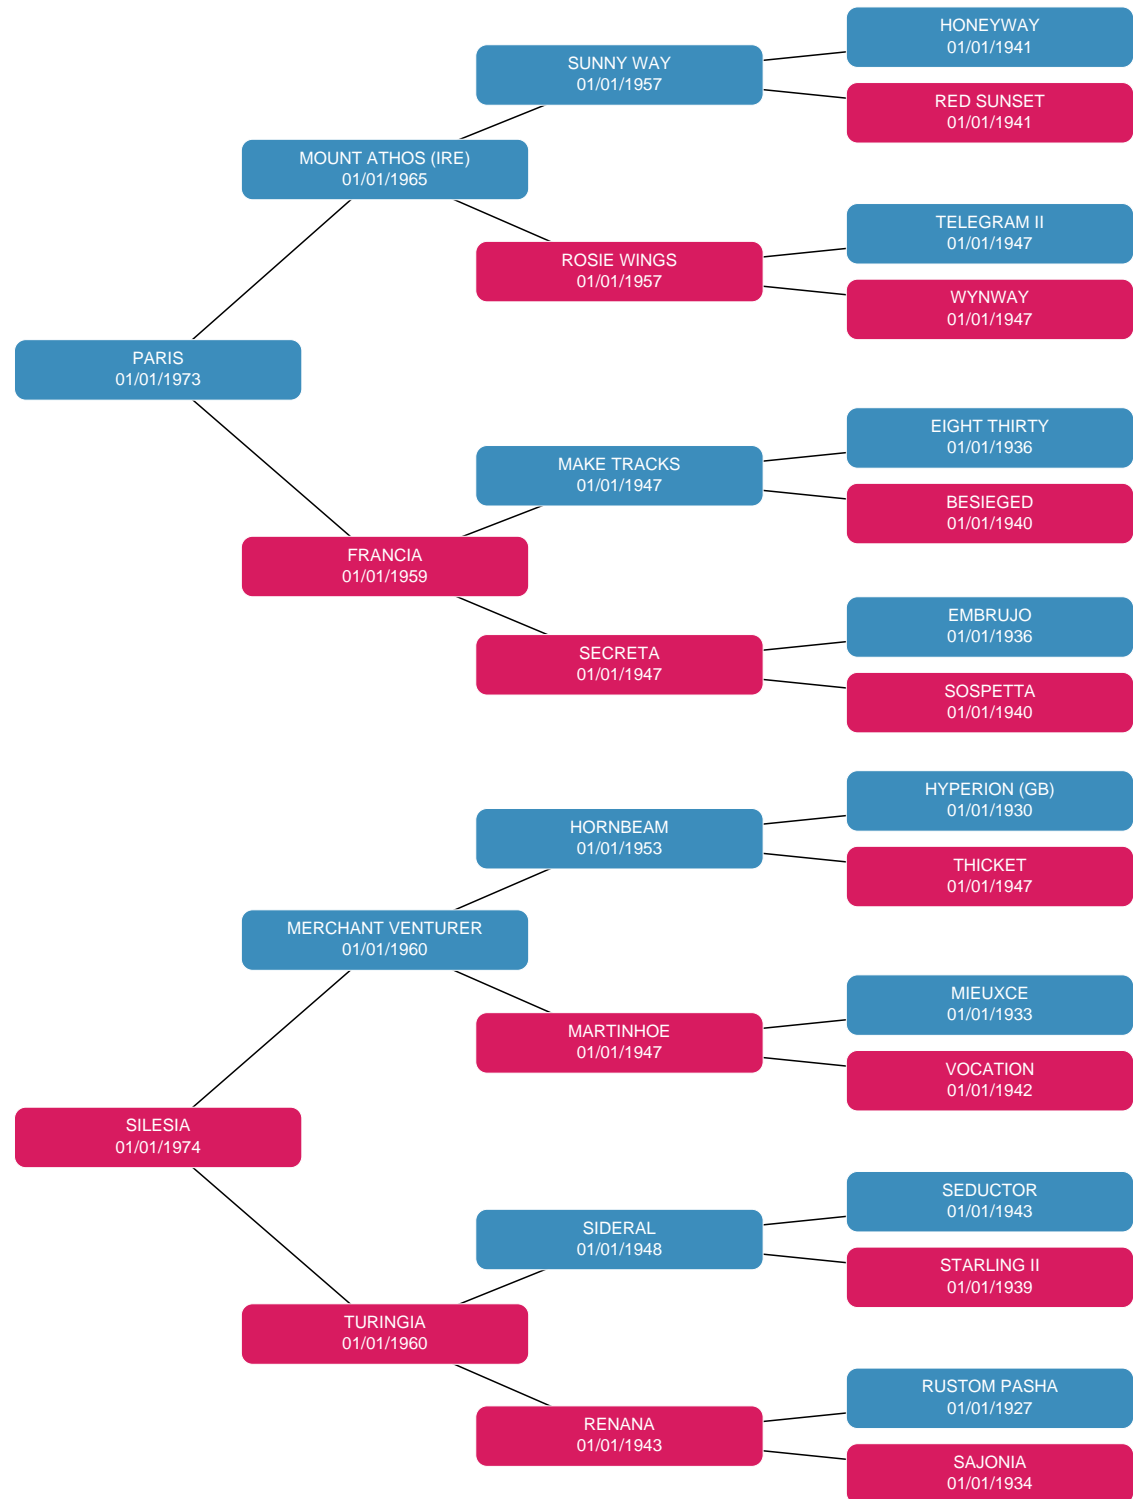 HONEYWAY
01/01/1941
SUNNY WAY
01/01/1957
RED SUNSET
01/01/1941
MOUNT ATHOS (IRE)
01/01/1965
TELEGRAM II
01/01/1947
ROSIE WINGS
01/01/1957
WYNWAY
01/01/1947
PARIS
01/01/1973
EIGHT THIRTY
01/01/1936
MAKE TRACKS
01/01/1947
BESIEGED
01/01/1940
FRANCIA
01/01/1959
EMBRUJO
01/01/1936
SECRETA
01/01/1947
SOSPETTA
01/01/1940
HYPERION (GB)
01/01/1930
HORNBEAM
01/01/1953
THICKET
01/01/1947
MERCHANT VENTURER
01/01/1960
MIEUXCE
01/01/1933
MARTINHOE
01/01/1947
VOCATION
01/01/1942
SILESIA
01/01/1974
SEDUCTOR
01/01/1943
SIDERAL
01/01/1948
STARLING II
01/01/1939
TURINGIA
01/01/1960
RUSTOM PASHA
01/01/1927
RENANA
01/01/1943
SAJONIA
01/01/1934